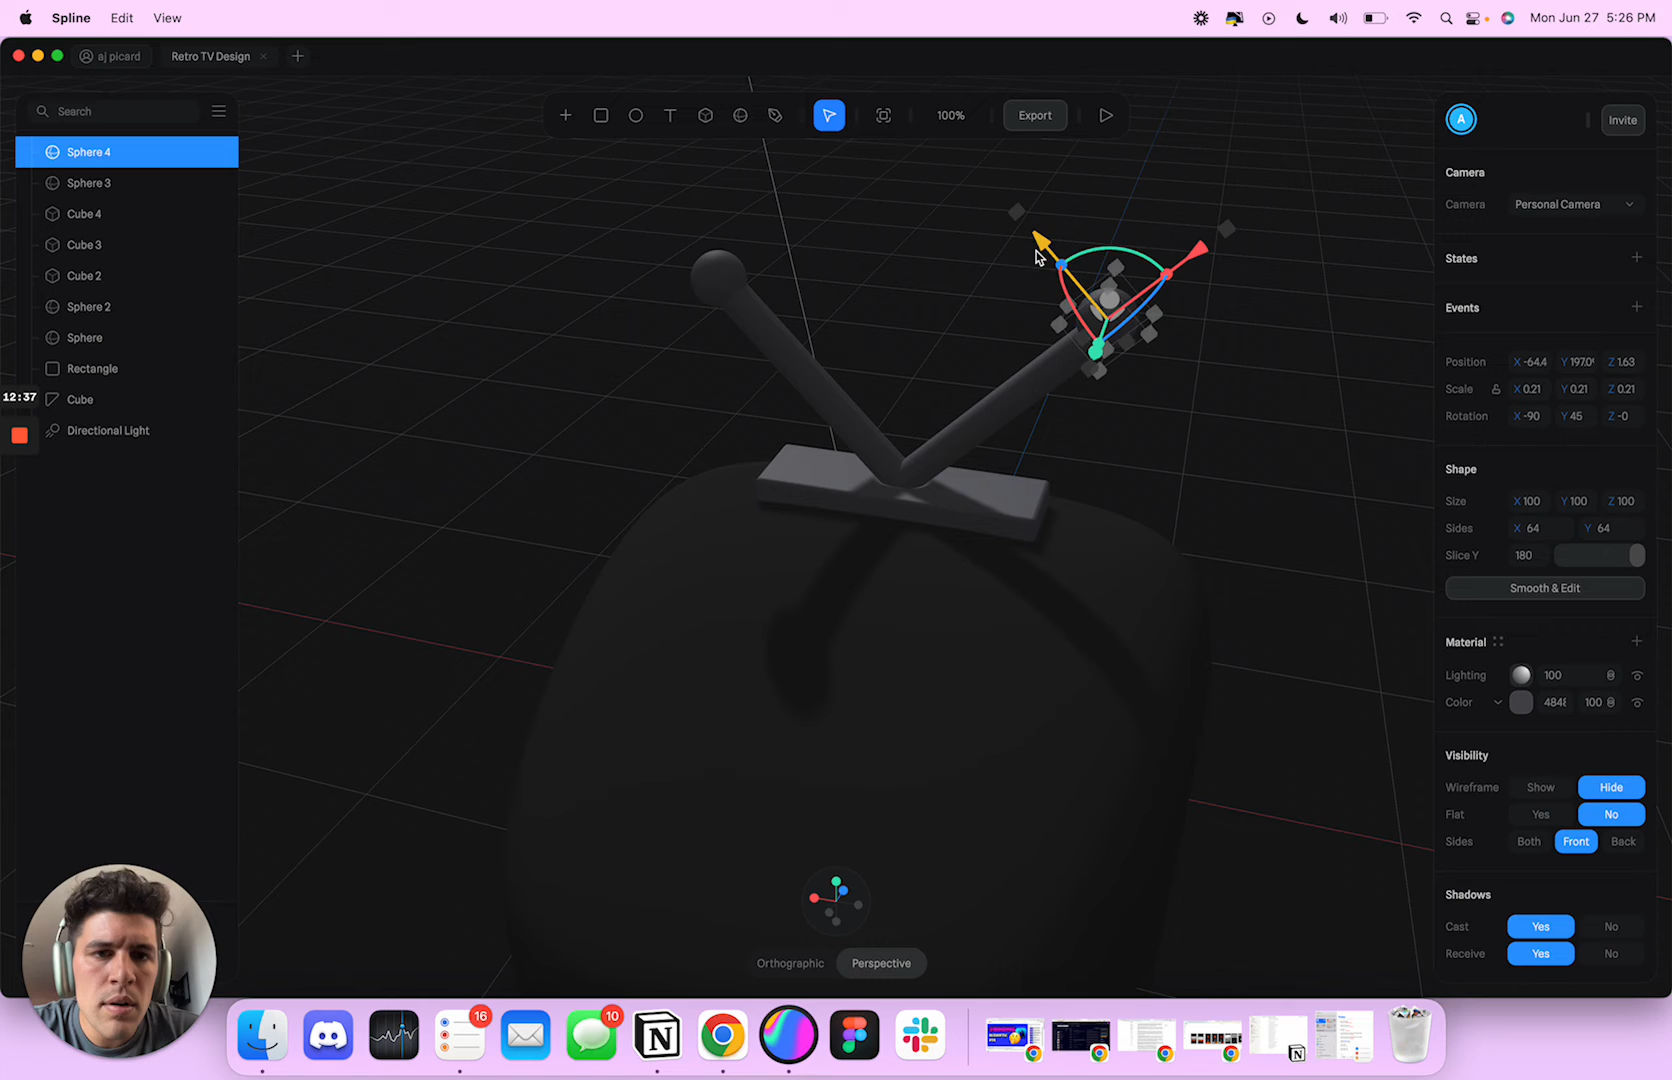 Spline Edit View Mon Jun 27 5:26 PM
aj picard Retro TV Design
Search
100% Export
A Invite
Sphere 4
Sphere 3
Cube 4
Cube 3
Cube 2
Sphere 2
Sphere
Rectangle
Cube
Directional Light
12:37
Camera
Camera Personal Camera
States
Events
Position X -64.4 Y 197.0 Z 1.63
Scale X 0.21 Y 0.21 Z 0.21
Rotation X -90 Y 45 Z -0
Shape
Size X 100 Y 100 Z 100
Sides X 64 Y 64
Slice Y 180
Smooth & Edit
Material
Lighting 100
Color 484 100
Visibility
Wireframe Show Hide
Flat Yes No
Sides Both Front Back
Shadows
Cast Yes No
Receive Yes No
Orthographic Perspective
16
10